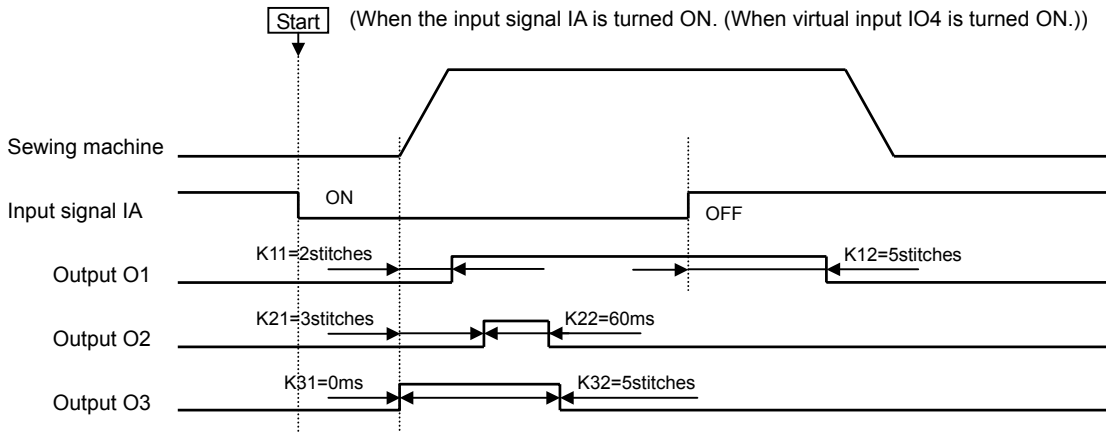 Start (When the input signal IA is turned ON. (When virtual input IO4 is turned ON.))
Sewing machine
Input signal IA ON OFF
K11=2stitches K12=5stitches
Output O1
K21=3stitches K22=60ms
Output O2
K31=0ms K32=5stitches
Output O3